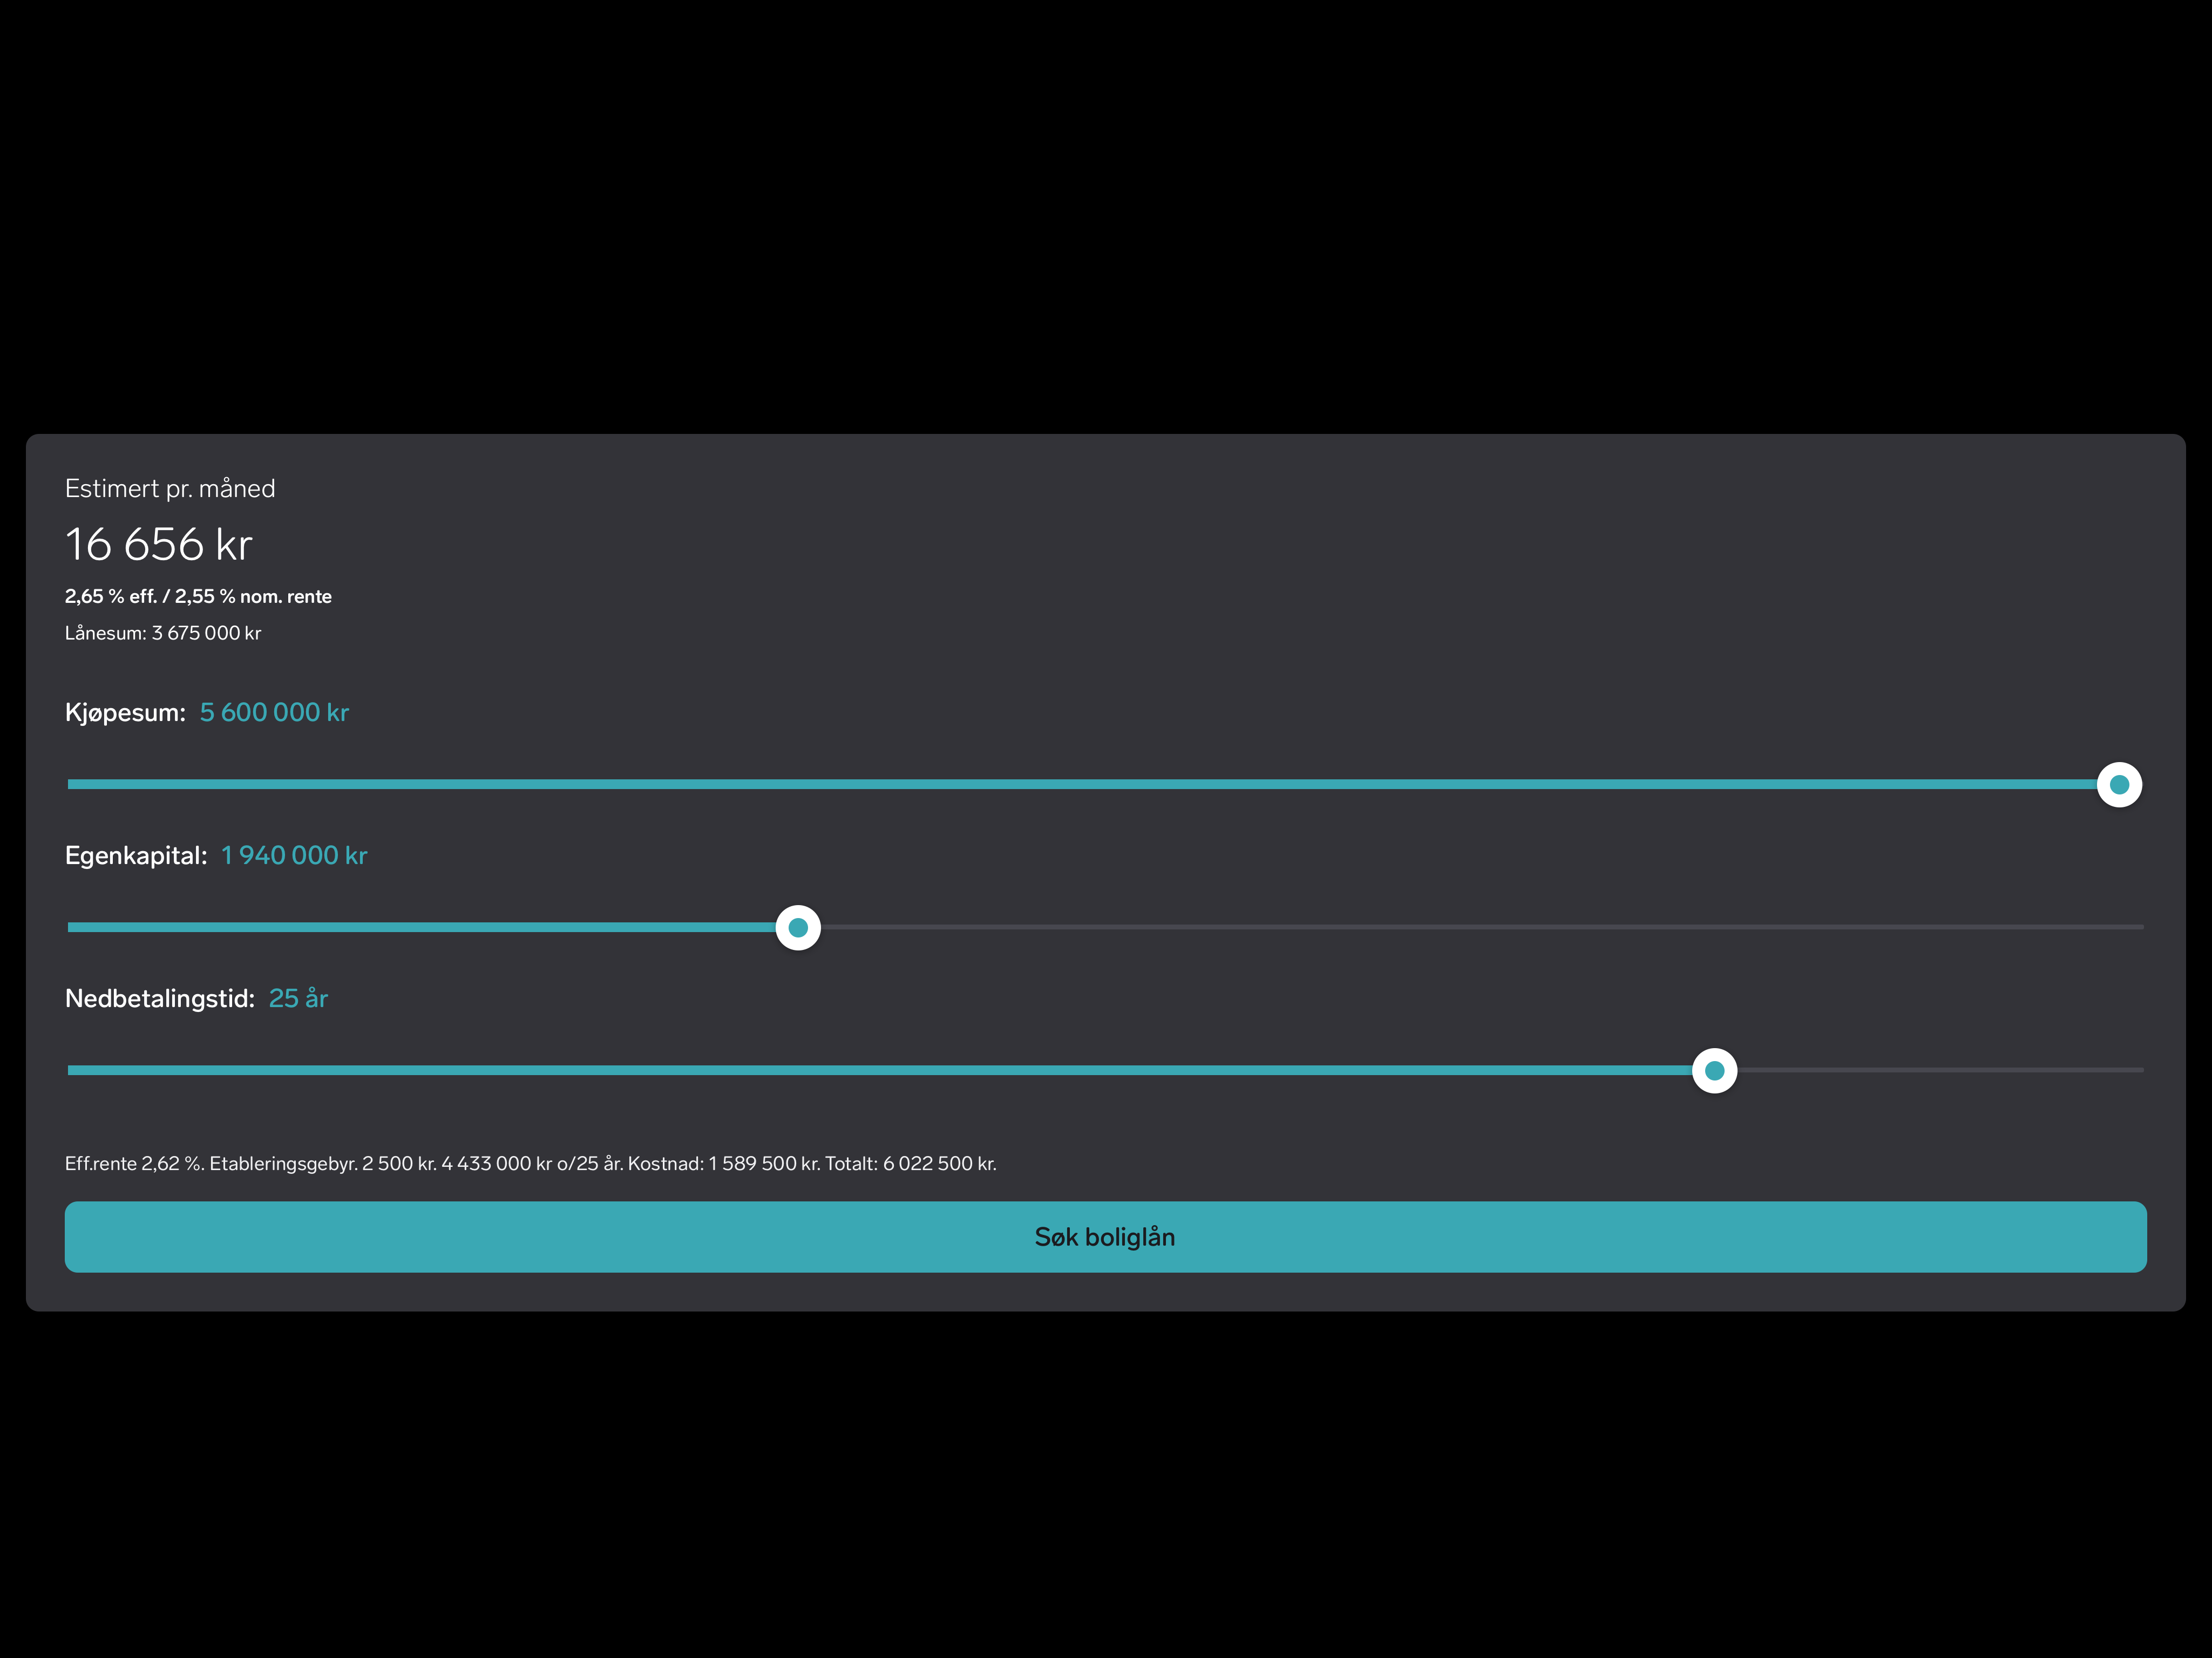 Estimert pr. måned
16 656 kr
2,65 % eff. / 2,55 % nom. rente
Lånesum: 3 675 000 kr
Kjøpesum: 5 600 000 kr
Egenkapital: 1 940 000 kr
Nedbetalingstid: 25 år
Eff.rente 2,62 %. Etableringsgebyr. 2 500 kr. 4 433 000 kr o/25 år. Kostnad: 1 589 500 kr. Totalt: 6 022 500 kr.
Søk boliglån